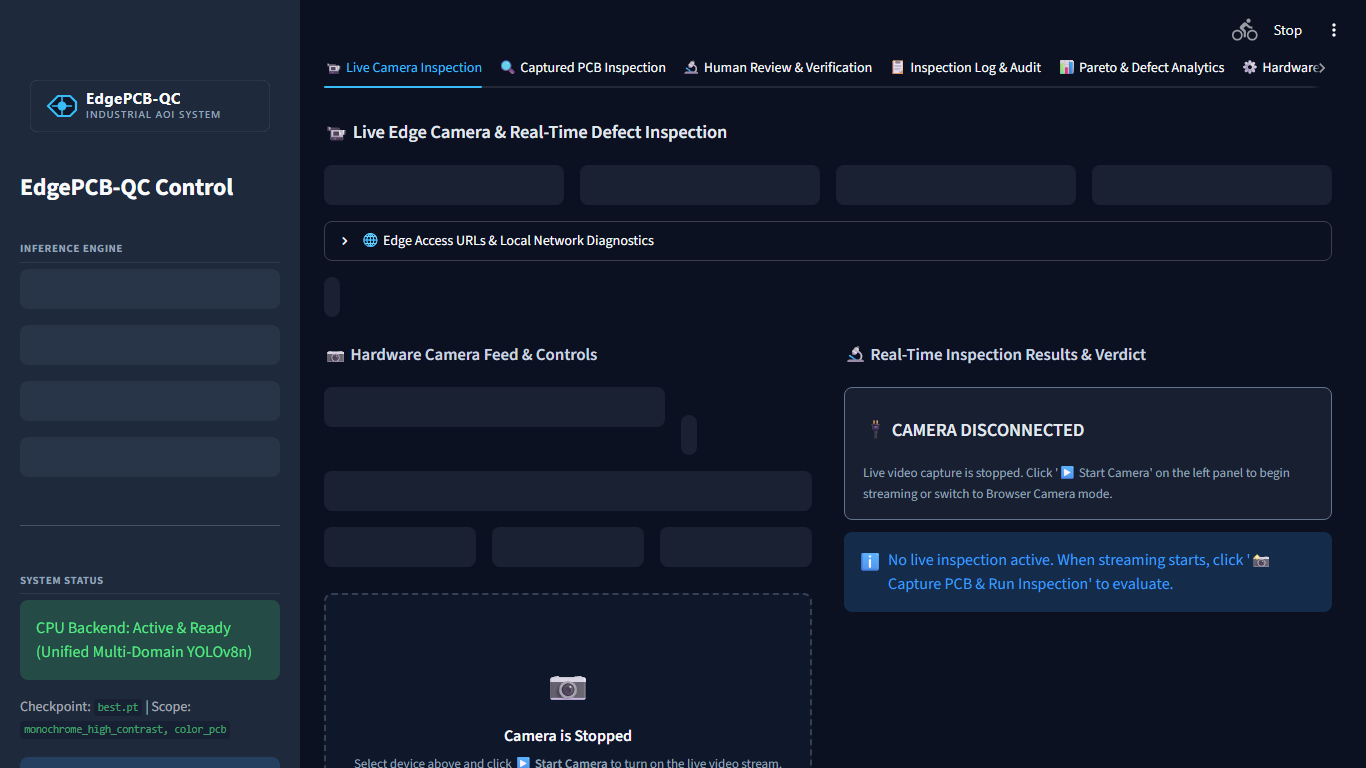 Stop
EdgePCB-QC
INDUSTRIAL AOI SYSTEM
EdgePCB-QC Control
INFERENCE ENGINE
SYSTEM STATUS
CPU Backend: Active & Ready
(Unified Multi-Domain YOLOv8n)
Checkpoint: best.pt | Scope:
monochrome_high_contrast, color_pcb
Live Camera Inspection
Captured PCB Inspection
Human Review & Verification
Inspection Log & Audit
Pareto & Defect Analytics
Hardware
Live Edge Camera & Real-Time Defect Inspection
Edge Access URLs & Local Network Diagnostics
Hardware Camera Feed & Controls
Camera is Stopped
Select device above and click ▶ Start Camera to turn on the live video stream.
Real-Time Inspection Results & Verdict
CAMERA DISCONNECTED
Live video capture is stopped. Click ' ▶ Start Camera' on the left panel to begin
streaming or switch to Browser Camera mode.
No live inspection active. When streaming starts, click ' 📸
Capture PCB & Run Inspection' to evaluate.